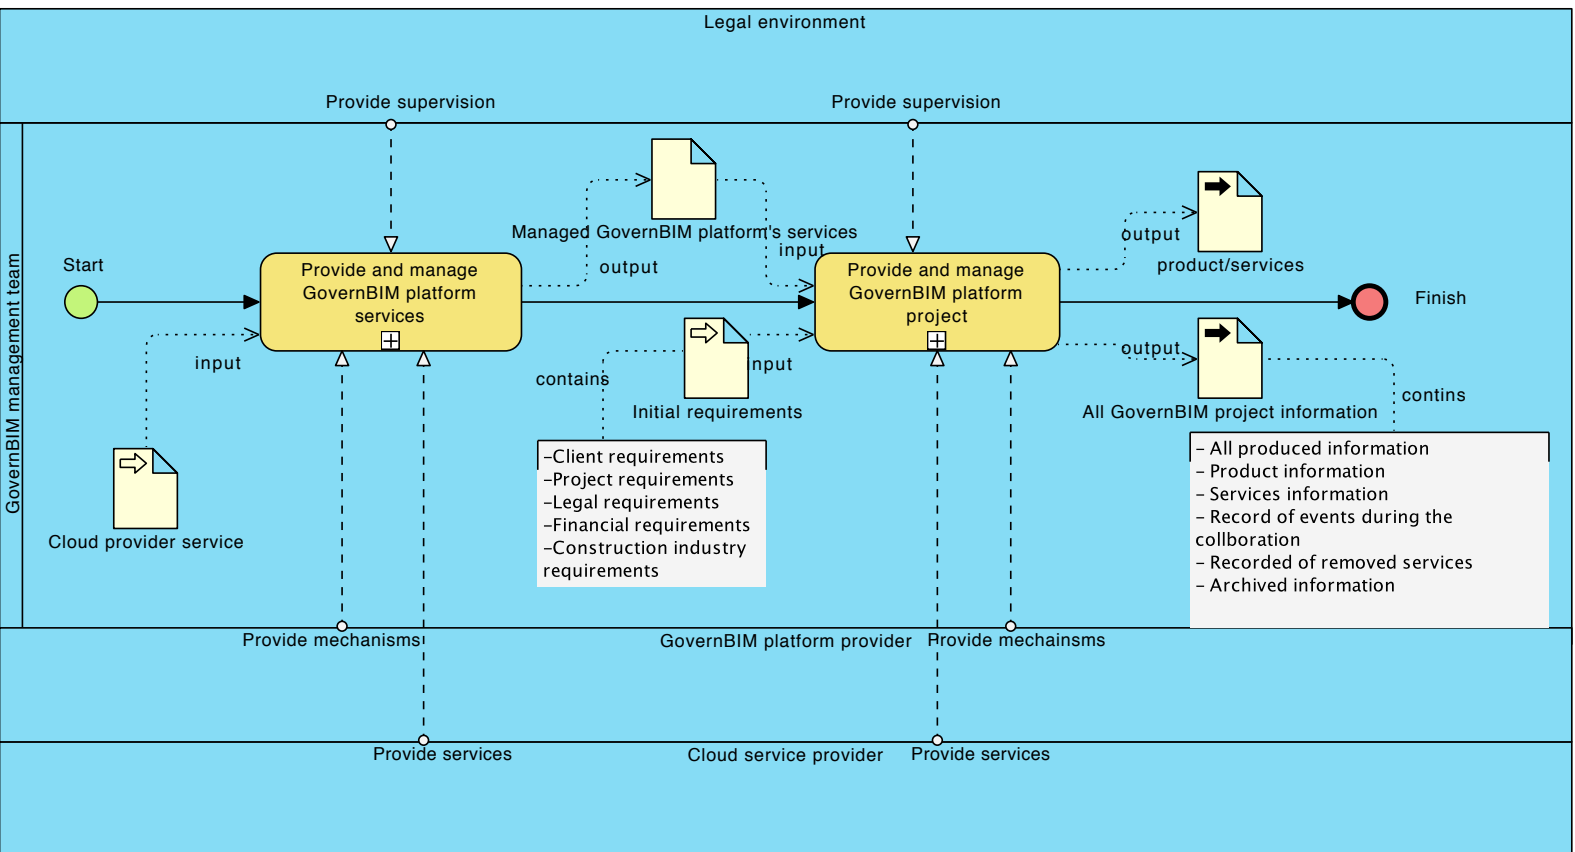 Legal environment
Provide supervision
Provide supervision
GovernBIM management team
Start
Provide and manage
GovernBIM platform
services
input
Cloud provider service
output
Managed GovernBIM platform's services
input
Provide and manage
GovernBIM platform
project
Initial requirements
input
contains
-Client requirements
-Project requirements
-Legal requirements
-Financial requirements
-Construction industry
requirements
output
product/services
Finish
output
All GovernBIM project information
contins
- All produced information
- Product information
- Services information
- Record of events during the
collboration
- Recorded of removed services
- Archived information
Provide mechanisms
GovernBIM platform provider
Provide mechainsms
Provide services
Cloud service provider
Provide services